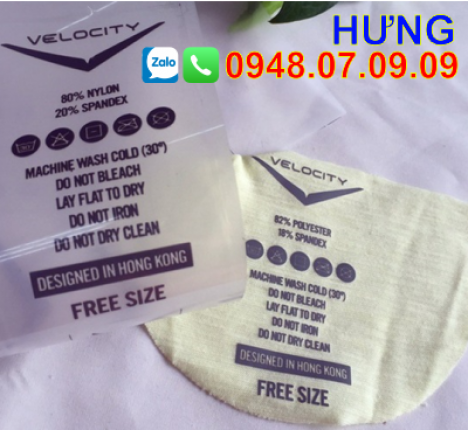 HƯNG
Zalo
0948.07.09.09
VELOCITY
80% NYLON
20% SPANDEX
MACHINE WASH COLD (30°)
DO NOT BLEACH
LAY FLAT TO DRY
DO NOT IRON
DO NOT DRY CLEAN
DESIGNED IN HONG KONG
FREE SIZE
VELOCITY
82% POLYESTER
18% SPANDEX
MACHINE WASH COLD (30°)
DO NOT BLEACH
LAY FLAT TO DRY
DO NOT IRON
DO NOT DRY CLEAN
DESIGNED IN HONG KONG
FREE SIZE